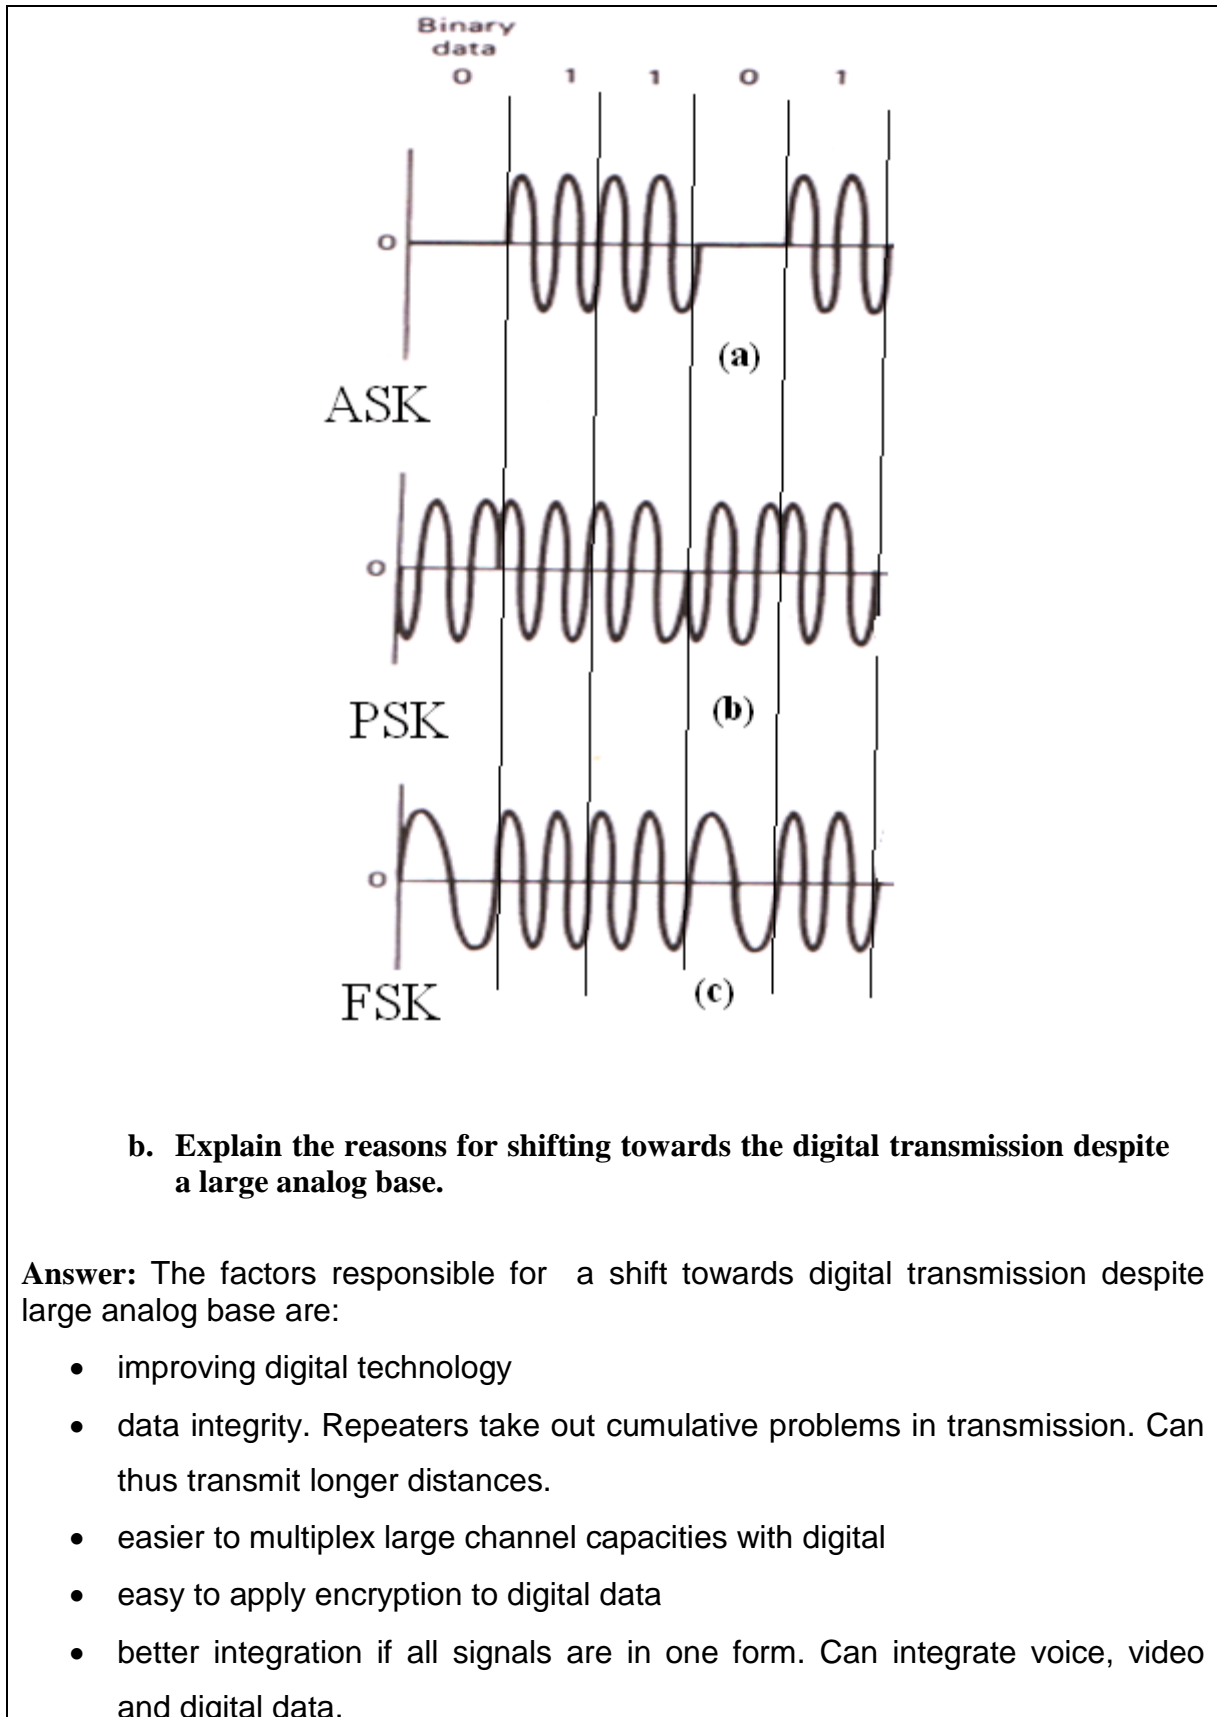 Binary
data
0 1 1 0 1
0
(a)
ASK
0
(b)
PSK
0
(c)
FSK
b. Explain the reasons for shifting towards the digital transmission despite
a large analog base.
Answer: The factors responsible for a shift towards digital transmission despite
large analog base are:
• improving digital technology
• data integrity. Repeaters take out cumulative problems in transmission. Can
thus transmit longer distances.
• easier to multiplex large channel capacities with digital
• easy to apply encryption to digital data
• better integration if all signals are in one form. Can integrate voice, video
and digital data.